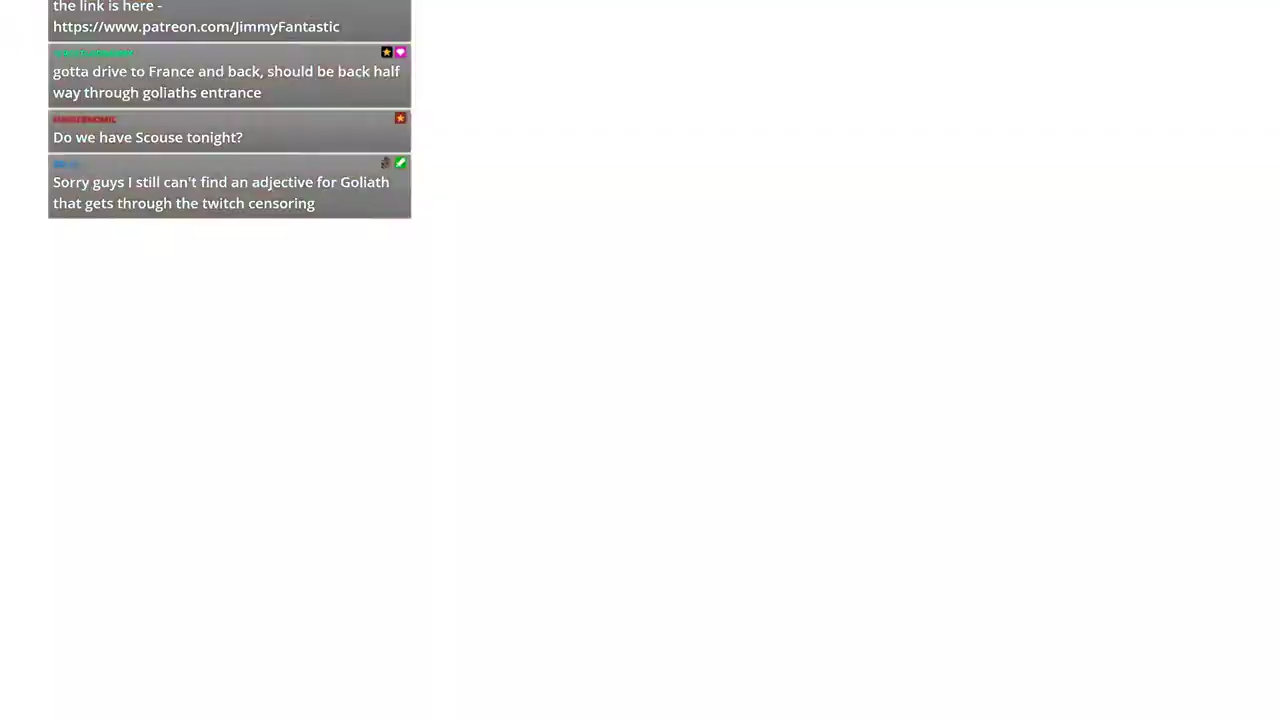 the link is here -
https://www.patreon.com/JimmyFantastic
gotta drive to France and back, should be back half
way through goliaths entrance
Do we have Scouse tonight?
Sorry guys I still can't find an adjective for Goliath
that gets through the twitch censoring